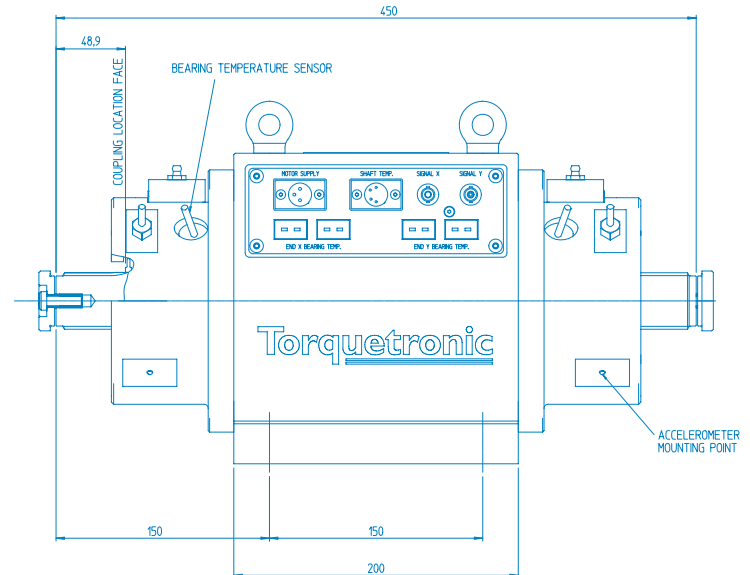 450
48,9
BEARING TEMPERATURE SENSOR
COUPLING LOCATION FACE
MOTOR SUPPLY
SHAFT TEMP.
SIGNAL X
SIGNAL Y
END X BEARING TEMP.
END Y BEARING TEMP.
Torquetronic
ACCELEROMETER
MOUNTING POINT
150
150
200